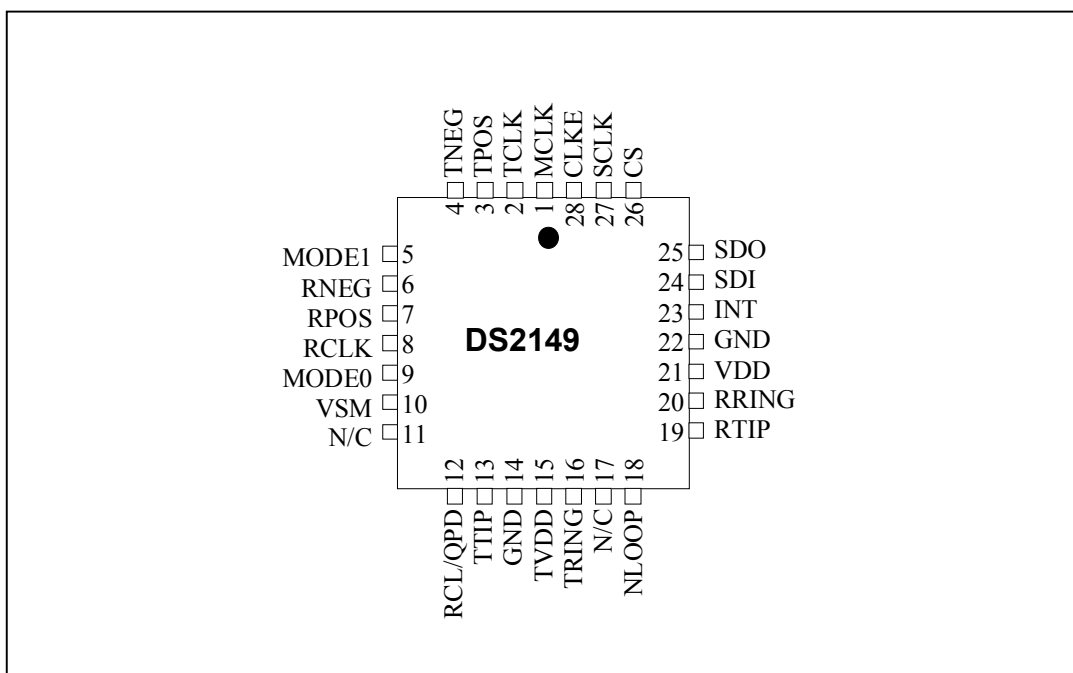 TNEG
TPOS
TCLK
MCLK
CLKE
SCLK
CS
4
3
2
1
28
27
26
MODE1 5
RNEG 6
RPOS 7
RCLK 8
MODE0 9
VSM 10
N/C 11
DS2149
25 SDO
24 SDI
23 INT
22 GND
21 VDD
20 RRING
19 RTIP
12
13
14
15
16
17
18
RCL/QPD
TTIP
GND
TVDD
TRING
N/C
NLOOP